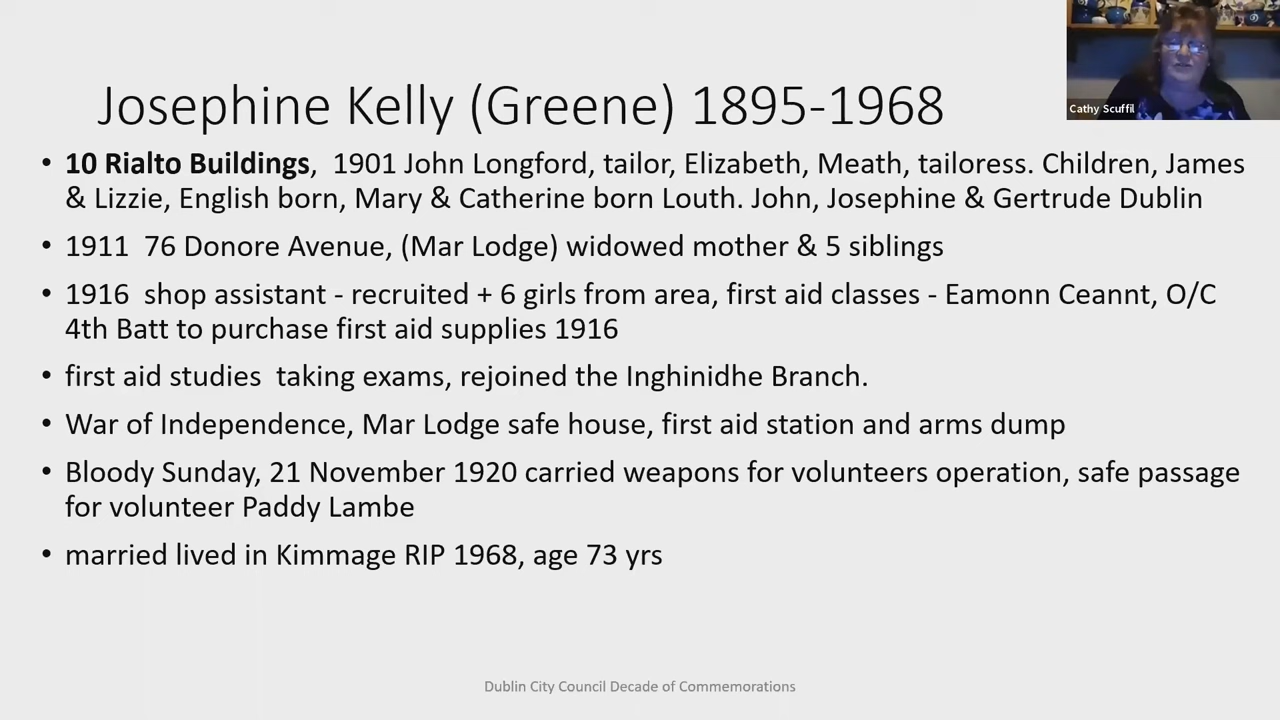 Josephine Kelly (Greene) 1895-1968
Cathy Scuffil
• 10 Rialto Buildings, 1901 John Longford, tailor, Elizabeth, Meath, tailoress. Children, James
& Lizzie, English born, Mary & Catherine born Louth. John, Josephine & Gertrude Dublin
• 1911 76 Donore Avenue, (Mar Lodge) widowed mother & 5 siblings
• 1916 shop assistant - recruited + 6 girls from area, first aid classes - Eamonn Ceannt, O/C
4th Batt to purchase first aid supplies 1916
• first aid studies taking exams, rejoined the Inghinidhe Branch.
• War of Independence, Mar Lodge safe house, first aid station and arms dump
• Bloody Sunday, 21 November 1920 carried weapons for volunteers operation, safe passage
for volunteer Paddy Lambe
• married lived in Kimmage RIP 1968, age 73 yrs
Dublin City Council Decade of Commemorations